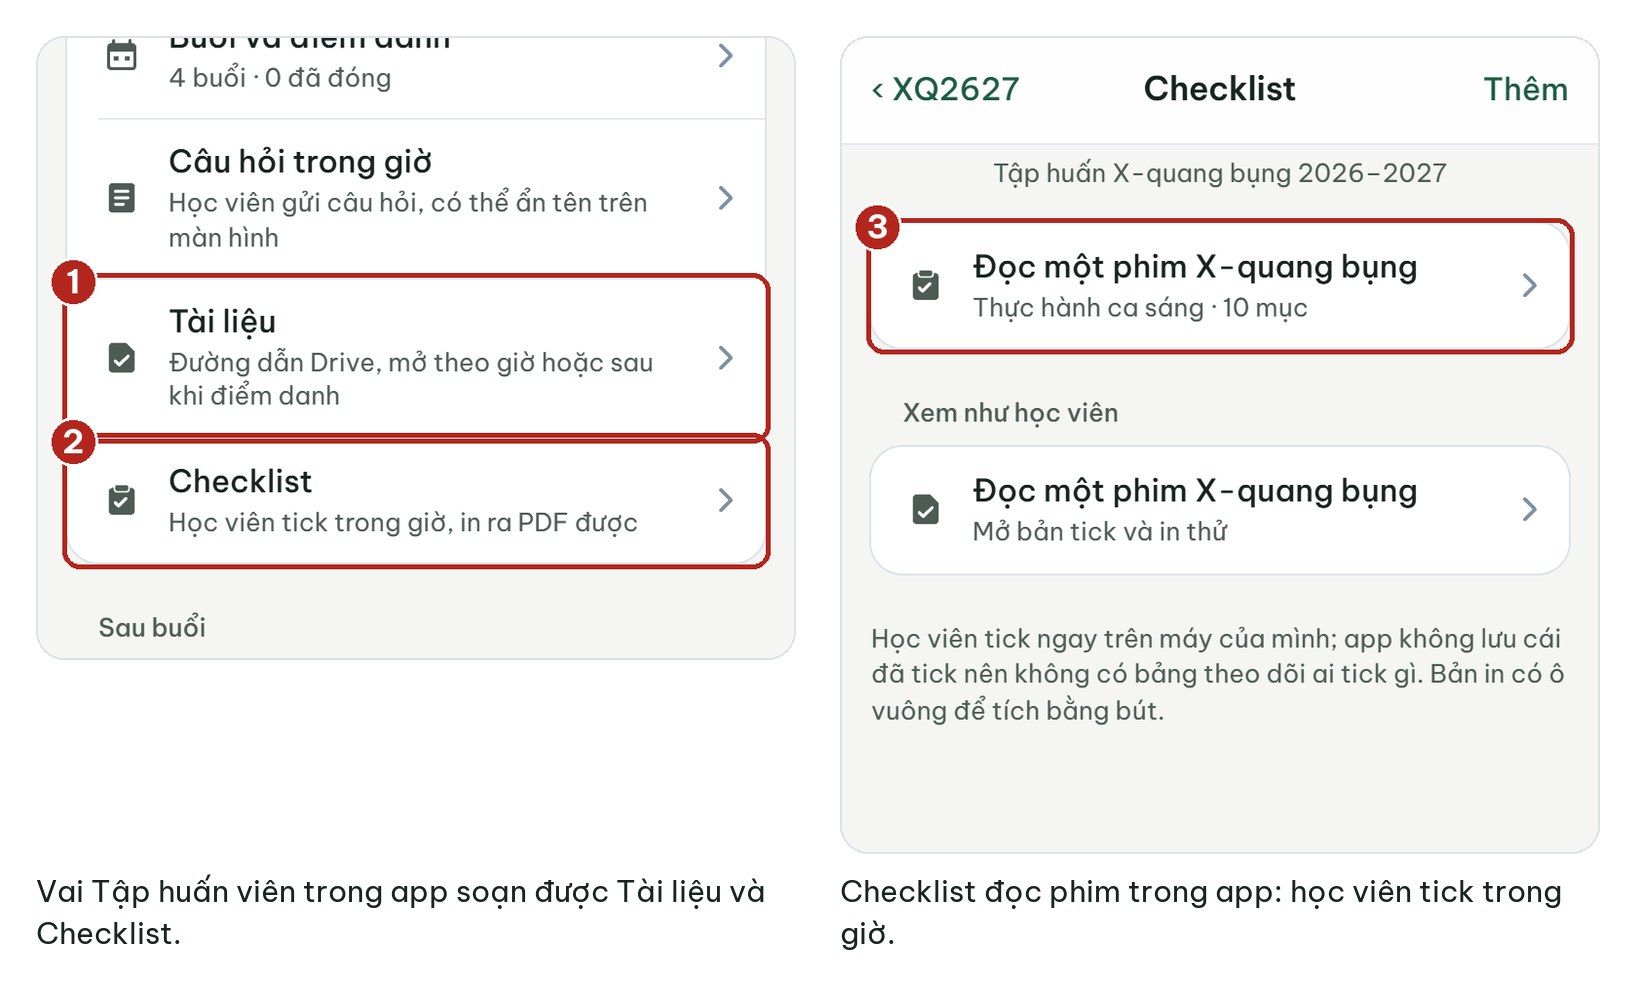 Buổi và điểm danh
4 buổi · 0 đã đóng
Câu hỏi trong giờ
Học viên gửi câu hỏi, có thể ẩn tên trên
màn hình
1
Tài liệu
Đường dẫn Drive, mở theo giờ hoặc sau
khi điểm danh
2
Checklist
Học viên tick trong giờ, in ra PDF được
Sau buổi
Vai Tập huấn viên trong app soạn được Tài liệu và
Checklist.
‹ XQ2627
Checklist
Thêm
Tập huấn X-quang bụng 2026–2027
3
Đọc một phim X-quang bụng
Thực hành ca sáng · 10 mục
Xem như học viên
Đọc một phim X-quang bụng
Mở bản tick và in thử
Học viên tick ngay trên máy của mình; app không lưu cái
đã tick nên không có bảng theo dõi ai tick gì. Bản in có ô
vuông để tích bằng bút.
Checklist đọc phim trong app: học viên tick trong
giờ.